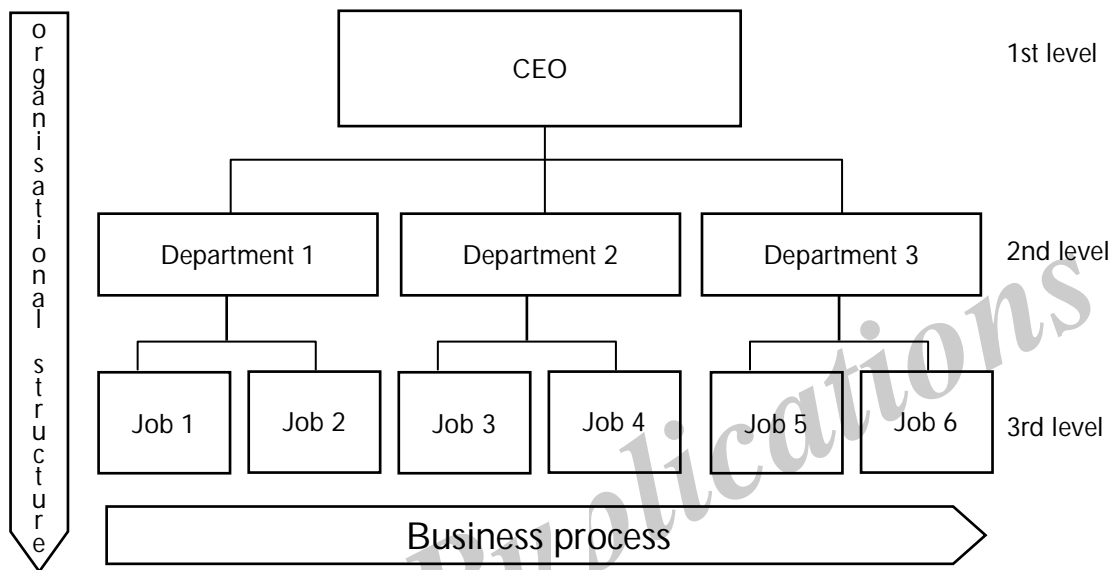 organisational structure
CEO
1st level
Department 1
Department 2
Department 3
2nd level
Job 1
Job 2
Job 3
Job 4
Job 5
Job 6
3rd level
Business process
Publications